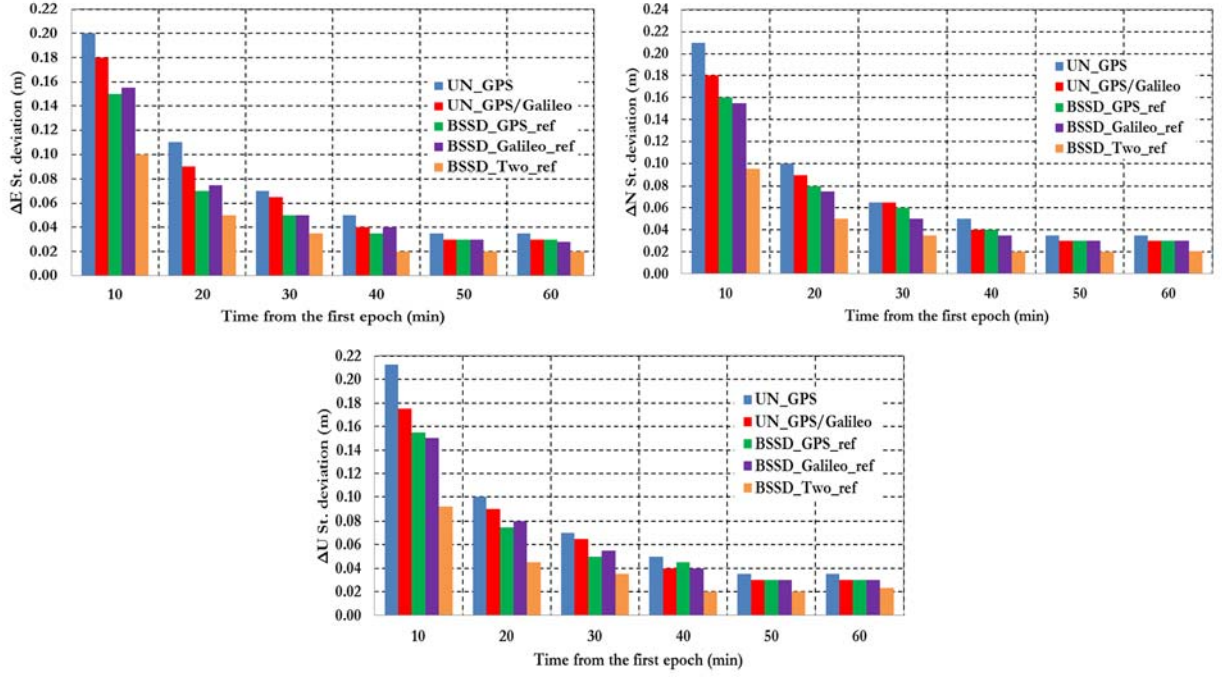 0.22
0.20
0.18
0.16
0.14
0.12
0.10
0.08
0.06
0.04
0.02
0.00
ΔE St. deviation (m)
UN_GPS
UN_GPS/Galileo
BSSD_GPS_ref
BSSD_Galileo_ref
BSSD_Two_ref
10 20 30 40 50 60
Time from the first epoch (min)
0.24
0.22
0.20
0.18
0.16
0.14
0.12
0.10
0.08
0.06
0.04
0.02
0.00
ΔN St. deviation (m)
UN_GPS
UN_GPS/Galileo
BSSD_GPS_ref
BSSD_Galileo_ref
BSSD_Two_ref
10 20 30 40 50 60
Time from the first epoch (min)
0.22
0.20
0.18
0.16
0.14
0.12
0.10
0.08
0.06
0.04
0.02
0.00
ΔU St. deviation (m)
UN_GPS
UN_GPS/Galileo
BSSD_GPS_ref
BSSD_Galileo_ref
BSSD_Two_ref
10 20 30 40 50 60
Time from the first epoch (min)